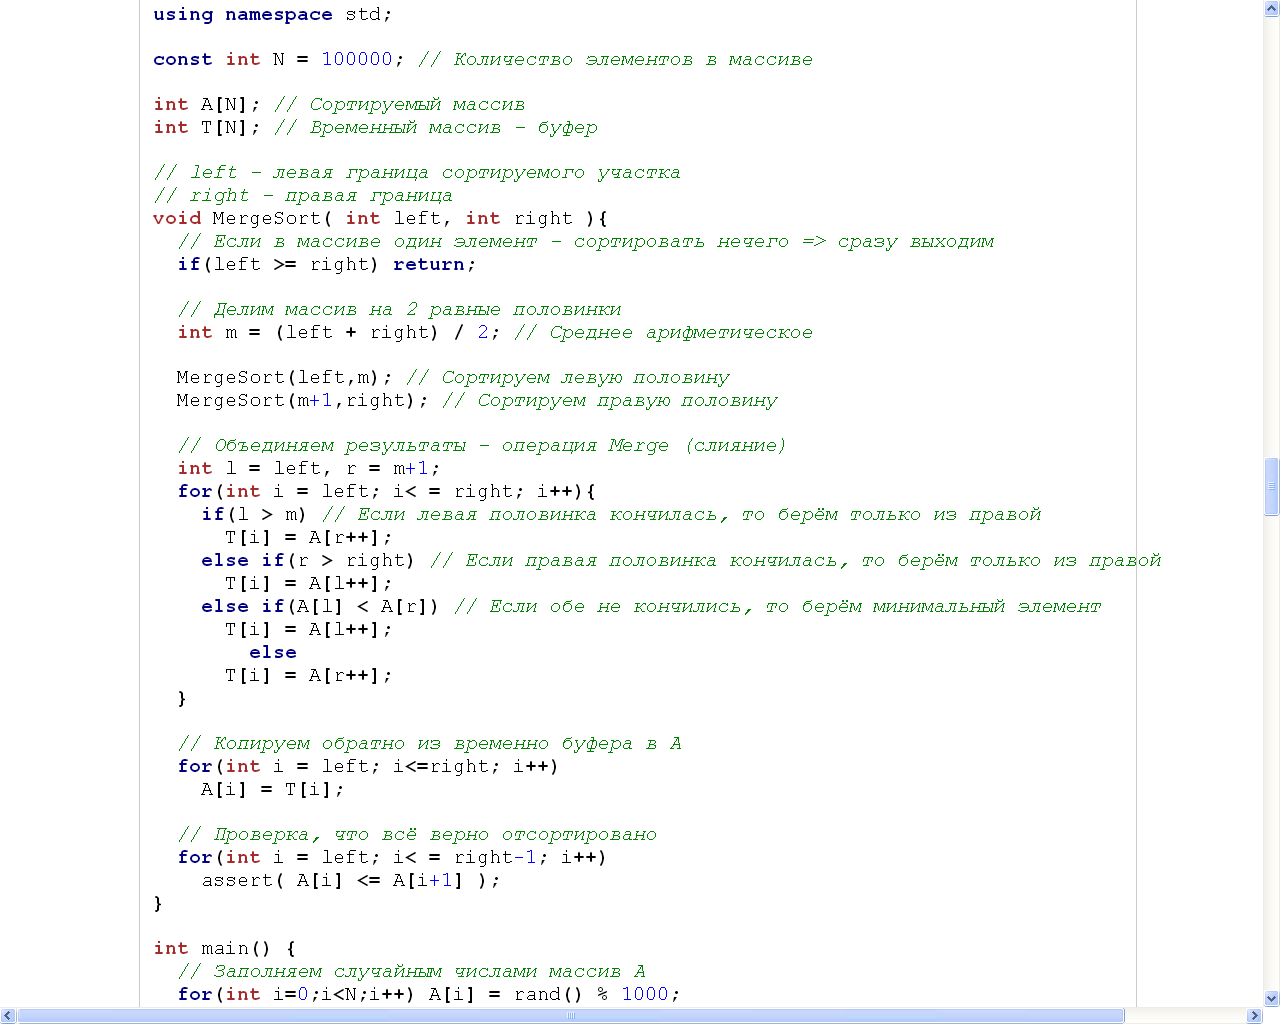 using namespace std;
const int N = 100000; // Количество элементов в массиве
int A[N]; // Сортируемый массив
int T[N]; // Временный массив - буфер
// left - левая граница сортируемого участка
// right - правая граница
void MergeSort( int left, int right ){
// Если в массиве один элемент - сортировать нечего => сразу выходим
if(left >= right) return;
// Делим массив на 2 равные половинки
int m = (left + right) / 2; // Среднее арифметическое
MergeSort(left,m); // Сортируем левую половину
MergeSort(m+1,right); // Сортируем правую половину
// Объединяем результаты - операция Merge (слияние)
int l = left, r = m+1;
for(int i = left; i< = right; i++){
if(l > m) // Если левая половинка кончилась, то берём только из правой
T[i] = A[r++];
else if(r > right) // Если правая половинка кончилась, то берём только из правой
T[i] = A[l++];
else if(A[l] < A[r]) // Если обе не кончились, то берём минимальный элемент
T[i] = A[l++];
else
T[i] = A[r++];
}
// Копируем обратно из временно буфера в A
for(int i = left; i<=right; i++)
A[i] = T[i];
// Проверка, что всё верно отсортировано
for(int i = left; i< = right-1; i++)
assert( A[i] <= A[i+1] );
}
int main() {
// Заполняем случайным числами массив A
for(int i=0;i<N;i++) A[i] = rand() % 1000;